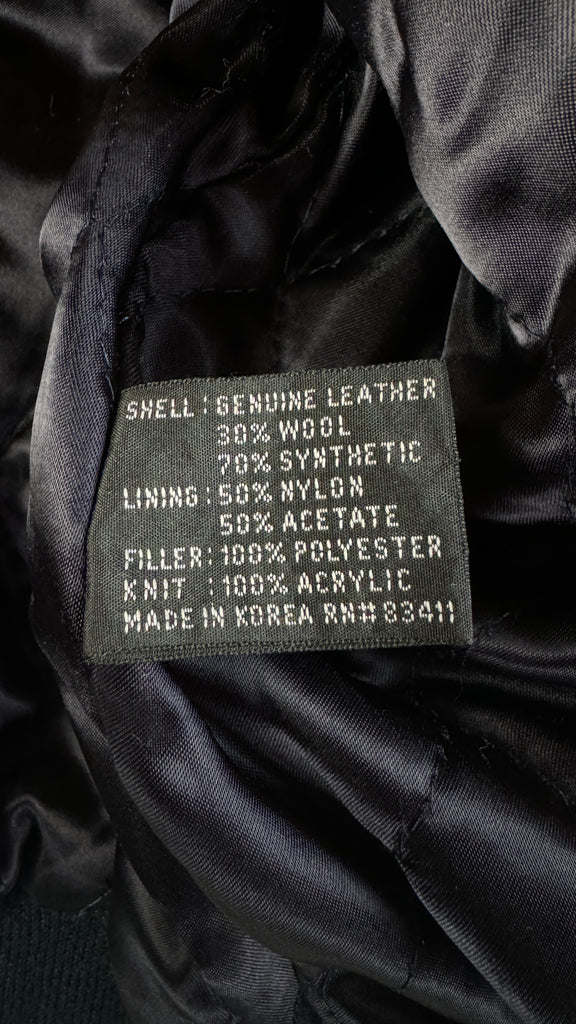 SHELL: GENUINE LEATHER
30% WOOL
70% SYNTHETIC
LINING: 50% NYLON
50% ACETATE
FILLER: 100% POLYESTER
KNIT : 100% ACRYLIC
MADE IN KOREA RN# 83411